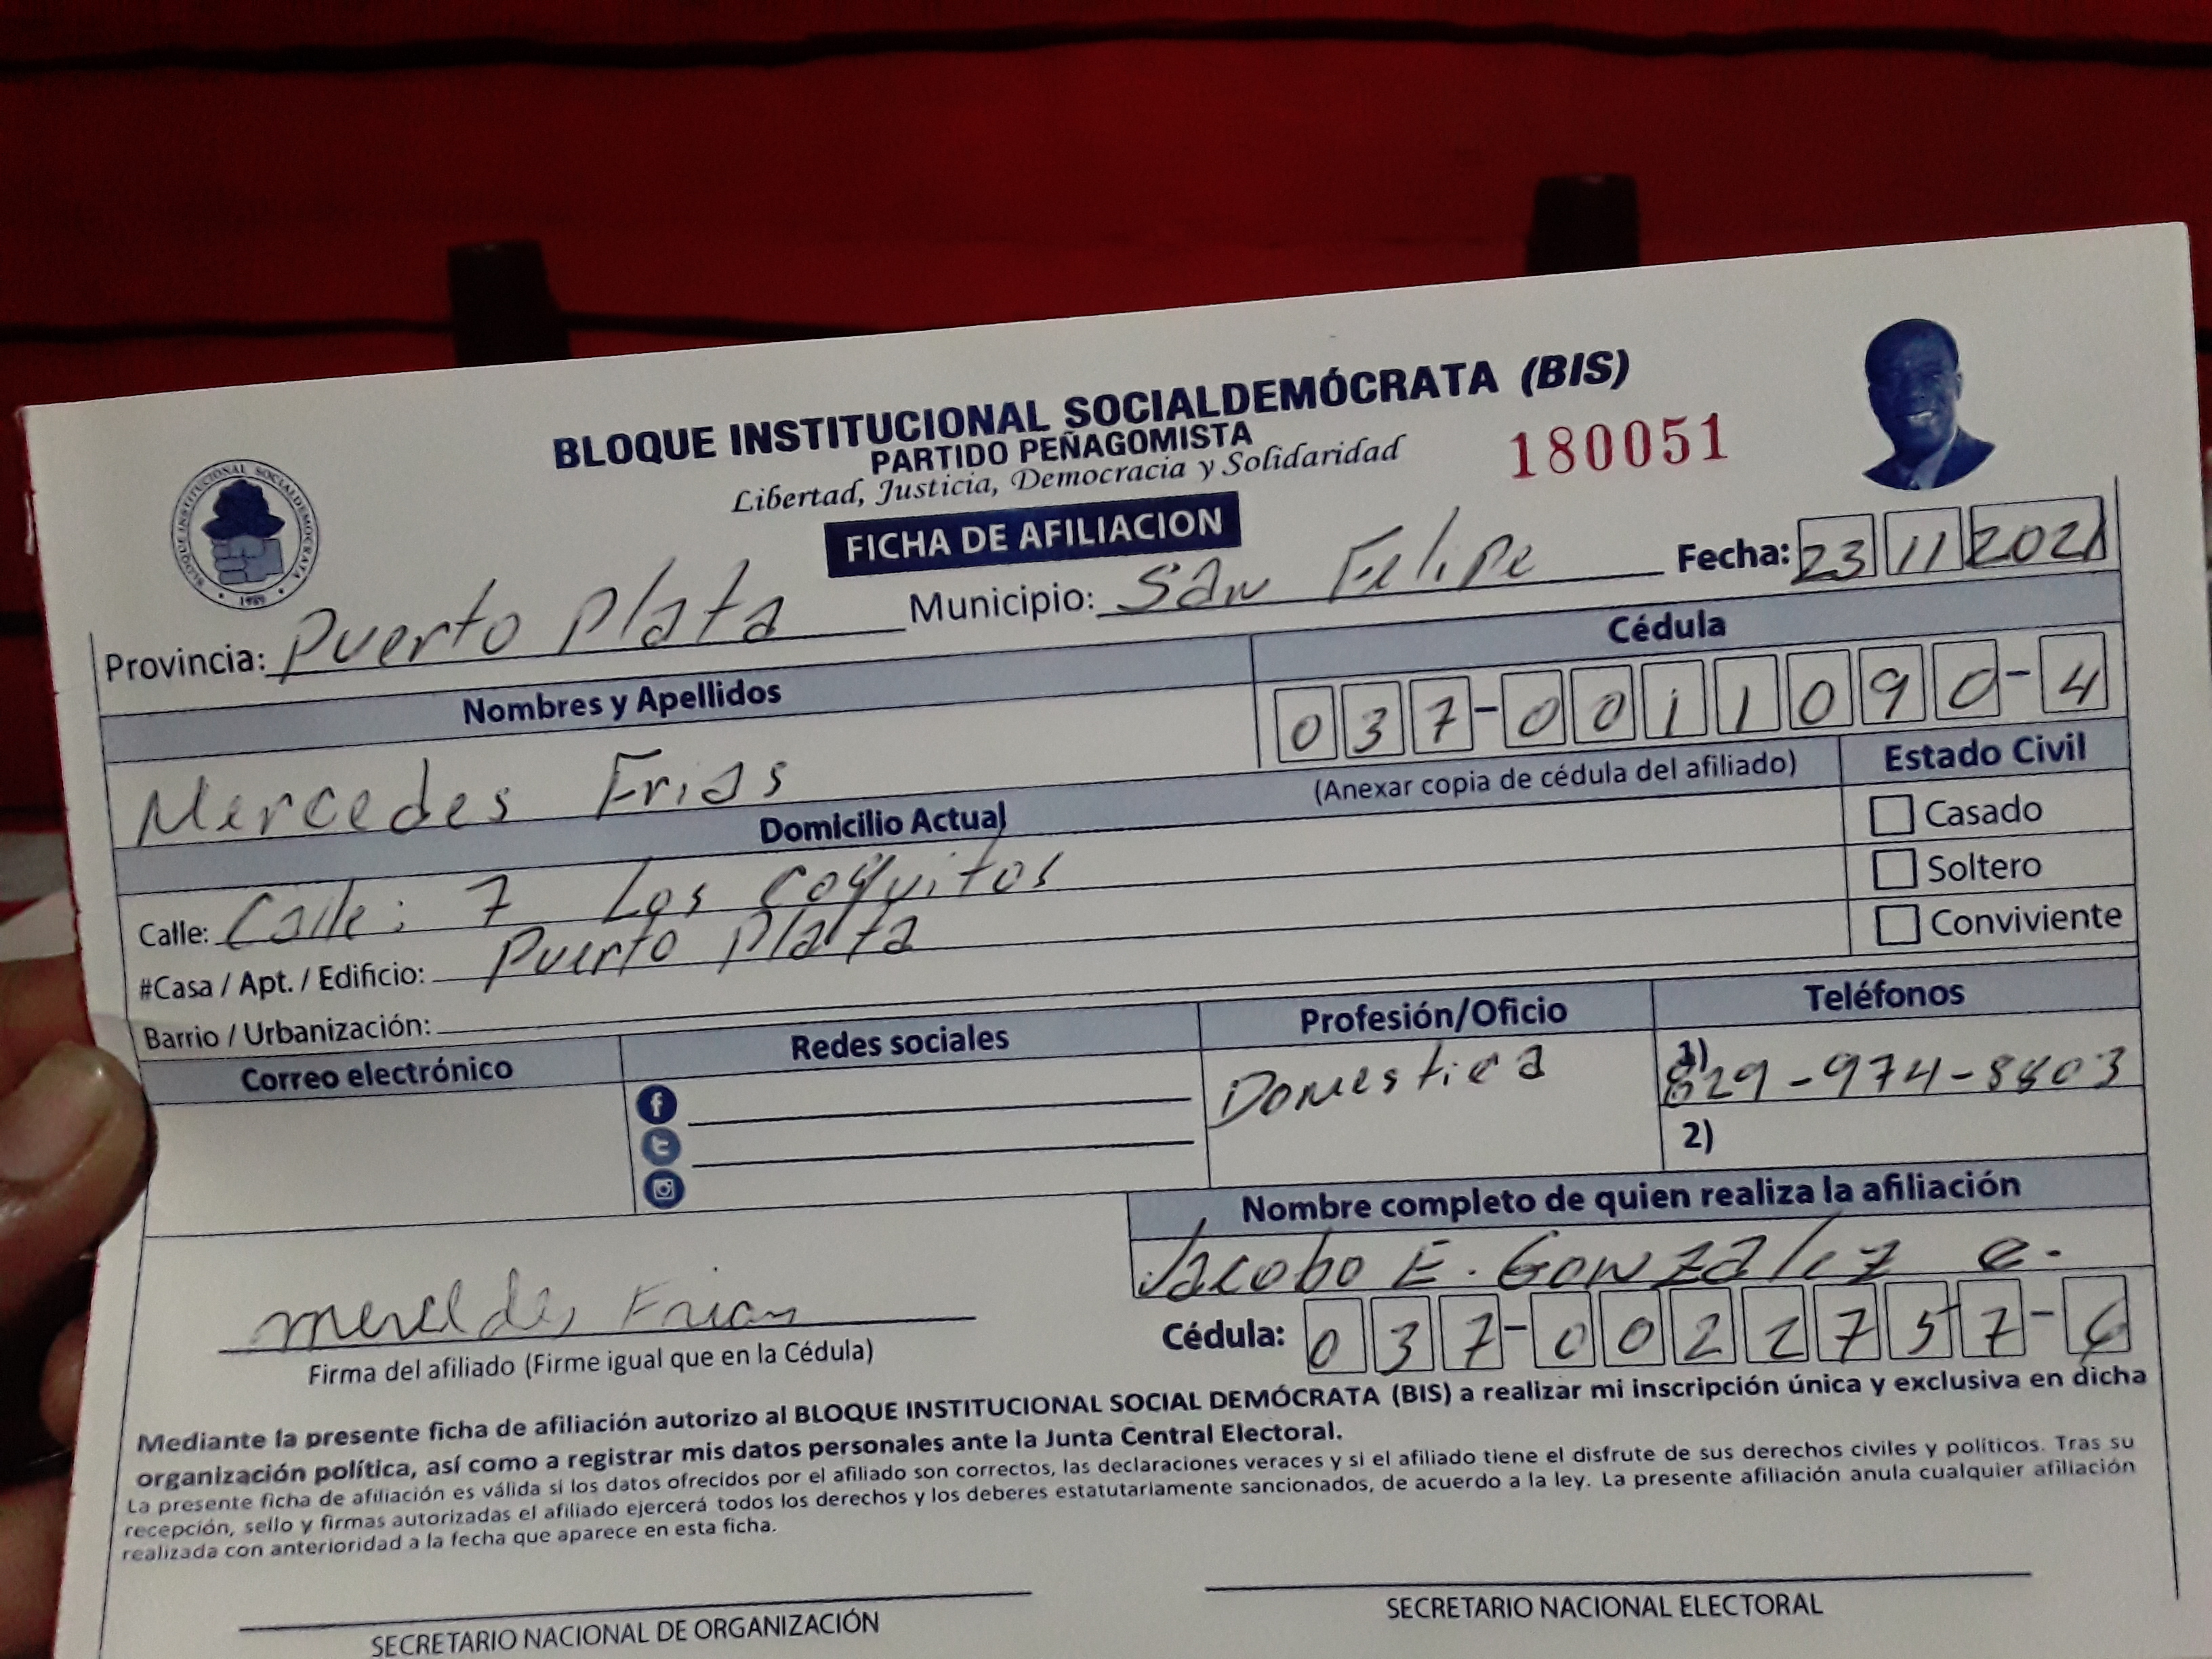 BLOQUE INSTITUCIONAL SOCIALDEMÓCRATA (BIS)
PARTIDO PEÑAGOMISTA
Libertad, Justicia, Democracia y Solidaridad
180051
BLOQUE INSTITUCIONAL SOCIALDEMOCRATA
1989
FICHA DE AFILIACION
Provincia: Puerto Plata Municipio: San Felipe Fecha: 23 11 2021
Nombres y Apellidos Cédula
Mercedes Frias 037-0011090-4
(Anexar copia de cédula del afiliado)
Domicilio Actual Estado Civil
Casado
Calle: Calle: 7 Los Coquitos
Soltero
#Casa / Apt. / Edificio: Puerto Plata
Conviviente
Barrio / Urbanización:
Correo electrónico Redes sociales Profesión/Oficio Teléfonos
Domestica 1) 829-974-8803
2)
Nombre completo de quien realiza la afiliación
Jacobo E. Gonzalez e.
Cédula: 037-0022757-6
Frias
Firma del afiliado (Firme igual que en la Cédula)
Mediante la presente ficha de afiliación autorizo al BLOQUE INSTITUCIONAL SOCIAL DEMÓCRATA (BIS) a realizar mi inscripción única y exclusiva en dicha
organización política, así como a registrar mis datos personales ante la Junta Central Electoral.
La presente ficha de afiliación es válida si los datos ofrecidos por el afiliado son correctos, las declaraciones veraces y si el afiliado tiene el disfrute de sus derechos civiles y políticos. Tras su
recepción, sello y firmas autorizadas el afiliado ejercerá todos los derechos y los deberes estatutariamente sancionados, de acuerdo a la ley. La presente afiliación anula cualquier afiliación
realizada con anterioridad a la fecha que aparece en esta ficha.
SECRETARIO NACIONAL DE ORGANIZACIÓN SECRETARIO NACIONAL ELECTORAL